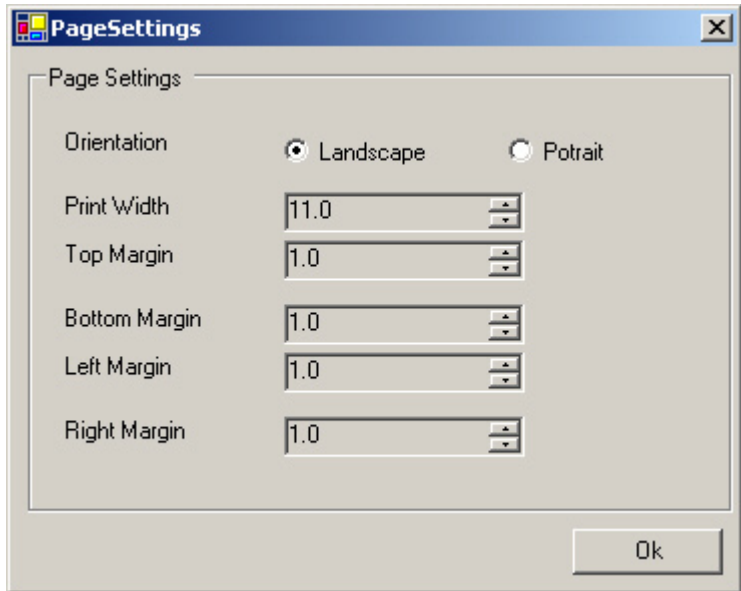 PageSettings
Page Settings
Orientation Landscape Potrait
Print Width 11.0
Top Margin 1.0
Bottom Margin 1.0
Left Margin 1.0
Right Margin 1.0
Ok